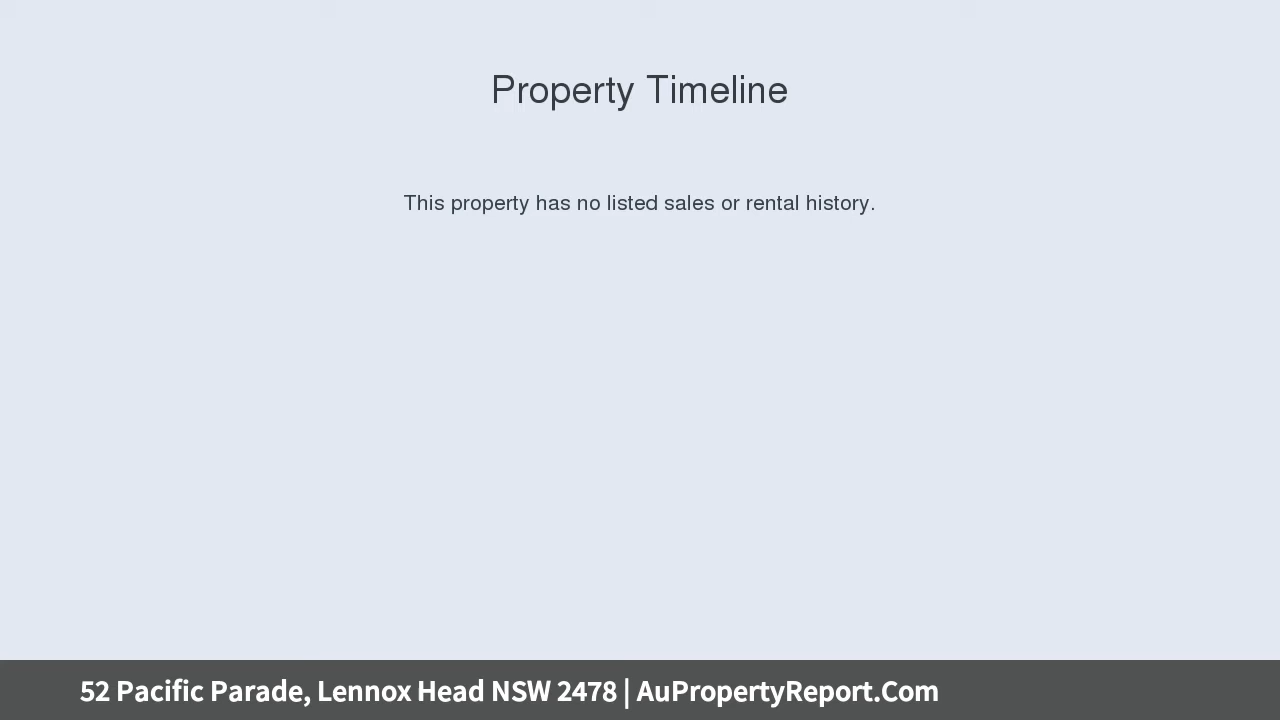 Property Timeline
This property has no listed sales or rental history.
52 Pacific Parade, Lennox Head NSW 2478 | AuPropertyReport.Com